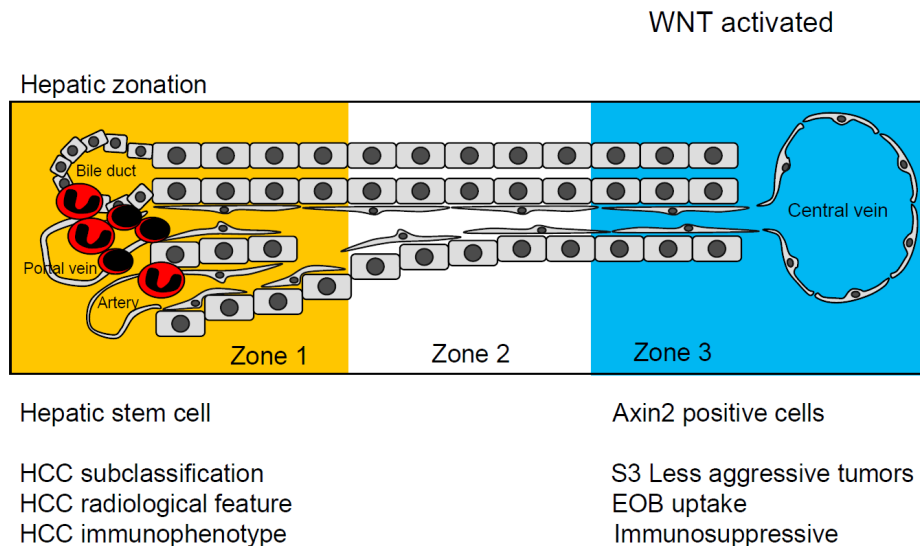 WNT activated
Hepatic zonation
Bile duct
Central vein
Portal vein
Artery
Zone 1
Zone 2
Zone 3
Hepatic stem cell
Axin2 positive cells
HCC subclassification
S3 Less aggressive tumors
HCC radiological feature
EOB uptake
HCC immunophenotype
Immunosuppressive